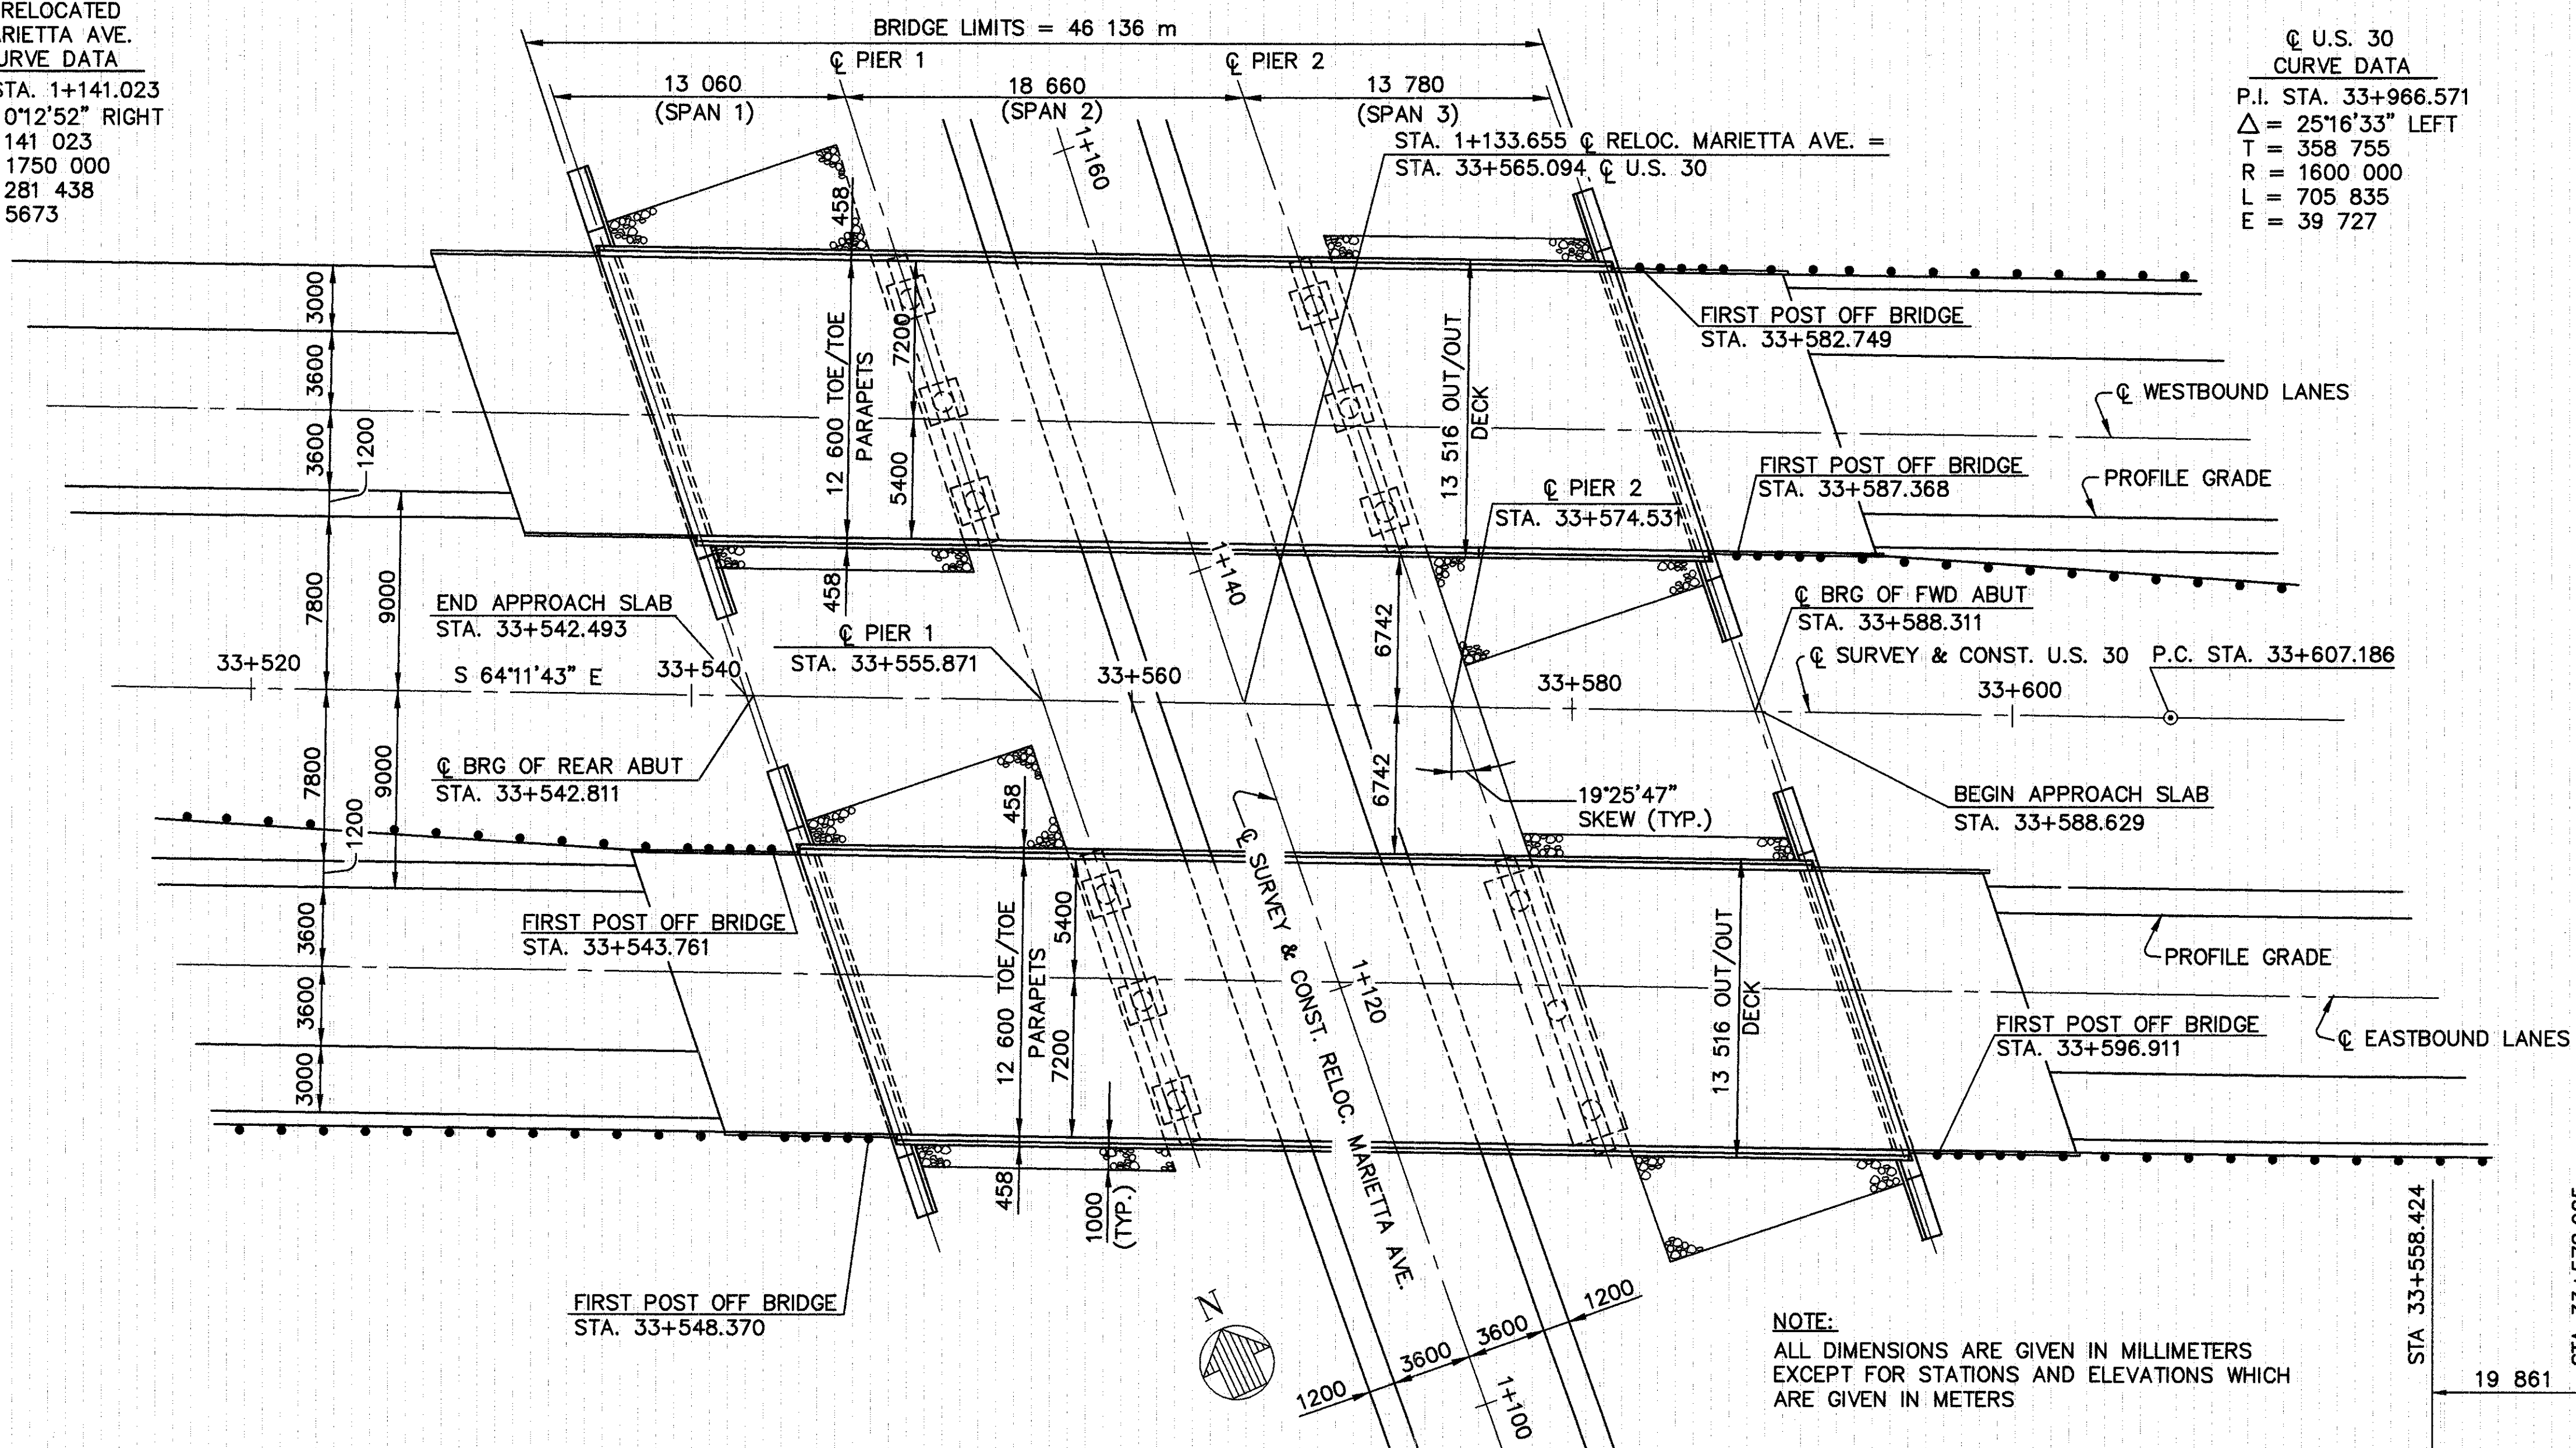 RELOCATED
ARIETTA AVE.
URVE DATA
STA. 1+141.023
0°12'52" RIGHT
141 023
1750 000
281 438
5673
BRIDGE LIMITS = 46 136 m
℄ PIER 1
℄ PIER 2
13 060
(SPAN 1)
18 660
(SPAN 2)
13 780
(SPAN 3)
℄ U.S. 30
CURVE DATA
P.I. STA. 33+966.571
Δ = 25°16'33" LEFT
T = 358 755
R = 1600 000
L = 705 835
E = 39 727
STA. 1+133.655 ℄ RELOC. MARIETTA AVE. =
STA. 33+565.094 ℄ U.S. 30
1+160
458
3000
3600
3600
1200
12 600 TOE/TOE
PARAPETS
7200
5400
13 516 OUT/OUT
DECK
FIRST POST OFF BRIDGE
STA. 33+582.749
℄ WESTBOUND LANES
FIRST POST OFF BRIDGE
STA. 33+587.368
PROFILE GRADE
℄ PIER 2
STA. 33+574.531
7800
9000
458
1+140
END APPROACH SLAB
STA. 33+542.493
℄ PIER 1
STA. 33+555.871
6742
℄ BRG OF FWD ABUT
STA. 33+588.311
33+520
S 64°11'43" E
33+540
33+560
33+580
℄ SURVEY & CONST. U.S. 30
P.C. STA. 33+607.186
33+600
7800
9000
℄ BRG OF REAR ABUT
STA. 33+542.811
458
6742
19°25'47"
SKEW (TYP.)
BEGIN APPROACH SLAB
STA. 33+588.629
1200
FIRST POST OFF BRIDGE
STA. 33+543.761
3600
3600
3000
12 600 TOE/TOE
PARAPETS
5400
7200
℄ SURVEY & CONST. RELOC. MARIETTA AVE.
1+120
13 516 OUT/OUT
DECK
PROFILE GRADE
FIRST POST OFF BRIDGE
STA. 33+596.911
℄ EASTBOUND LANES
458
1000
(TYP.)
FIRST POST OFF BRIDGE
STA. 33+548.370
N
1200
3600
3600
1200
1+100
NOTE:
ALL DIMENSIONS ARE GIVEN IN MILLIMETERS
EXCEPT FOR STATIONS AND ELEVATIONS WHICH
ARE GIVEN IN METERS
STA 33+558.424
19 861